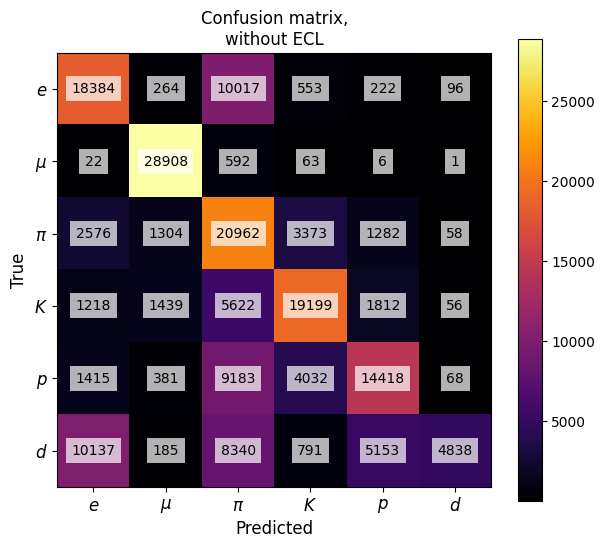 Confusion matrix,
without ECL
e 18384 264 10017 553 222 96
μ 22 28908 592 63 6 1
π 2576 1304 20962 3373 1282 58
K 1218 1439 5622 19199 1812 56
p 1415 381 9183 4032 14418 68
d 10137 185 8340 791 5153 4838
e μ π K p d
Predicted
True
25000
20000
15000
10000
5000